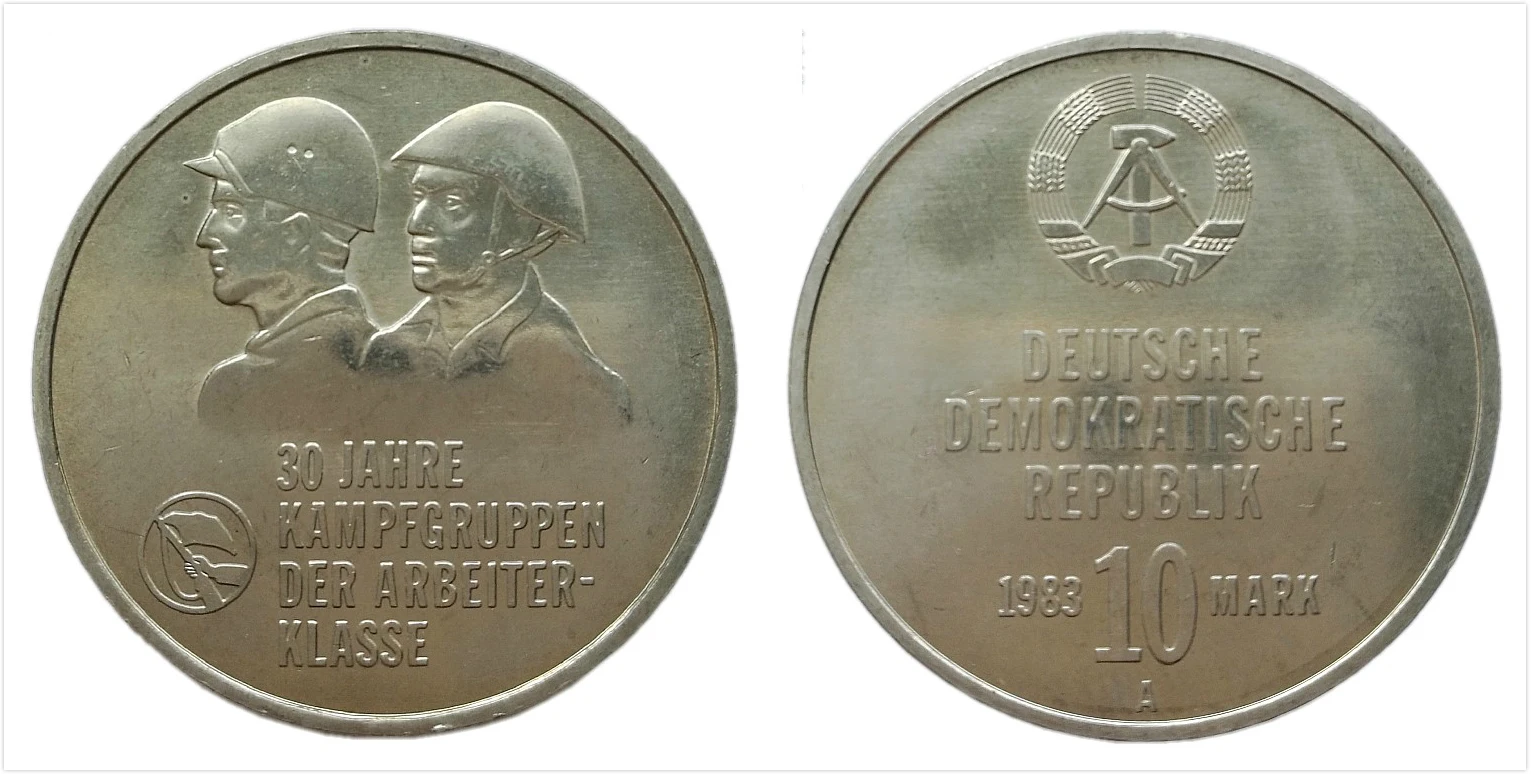 30 JAHRE
KAMPFGRUPPEN
DER ARBEITER-
KLASSE
DEUTSCHE
DEMOKRATISCHE
REPUBLIK
1983 10 MARK
A